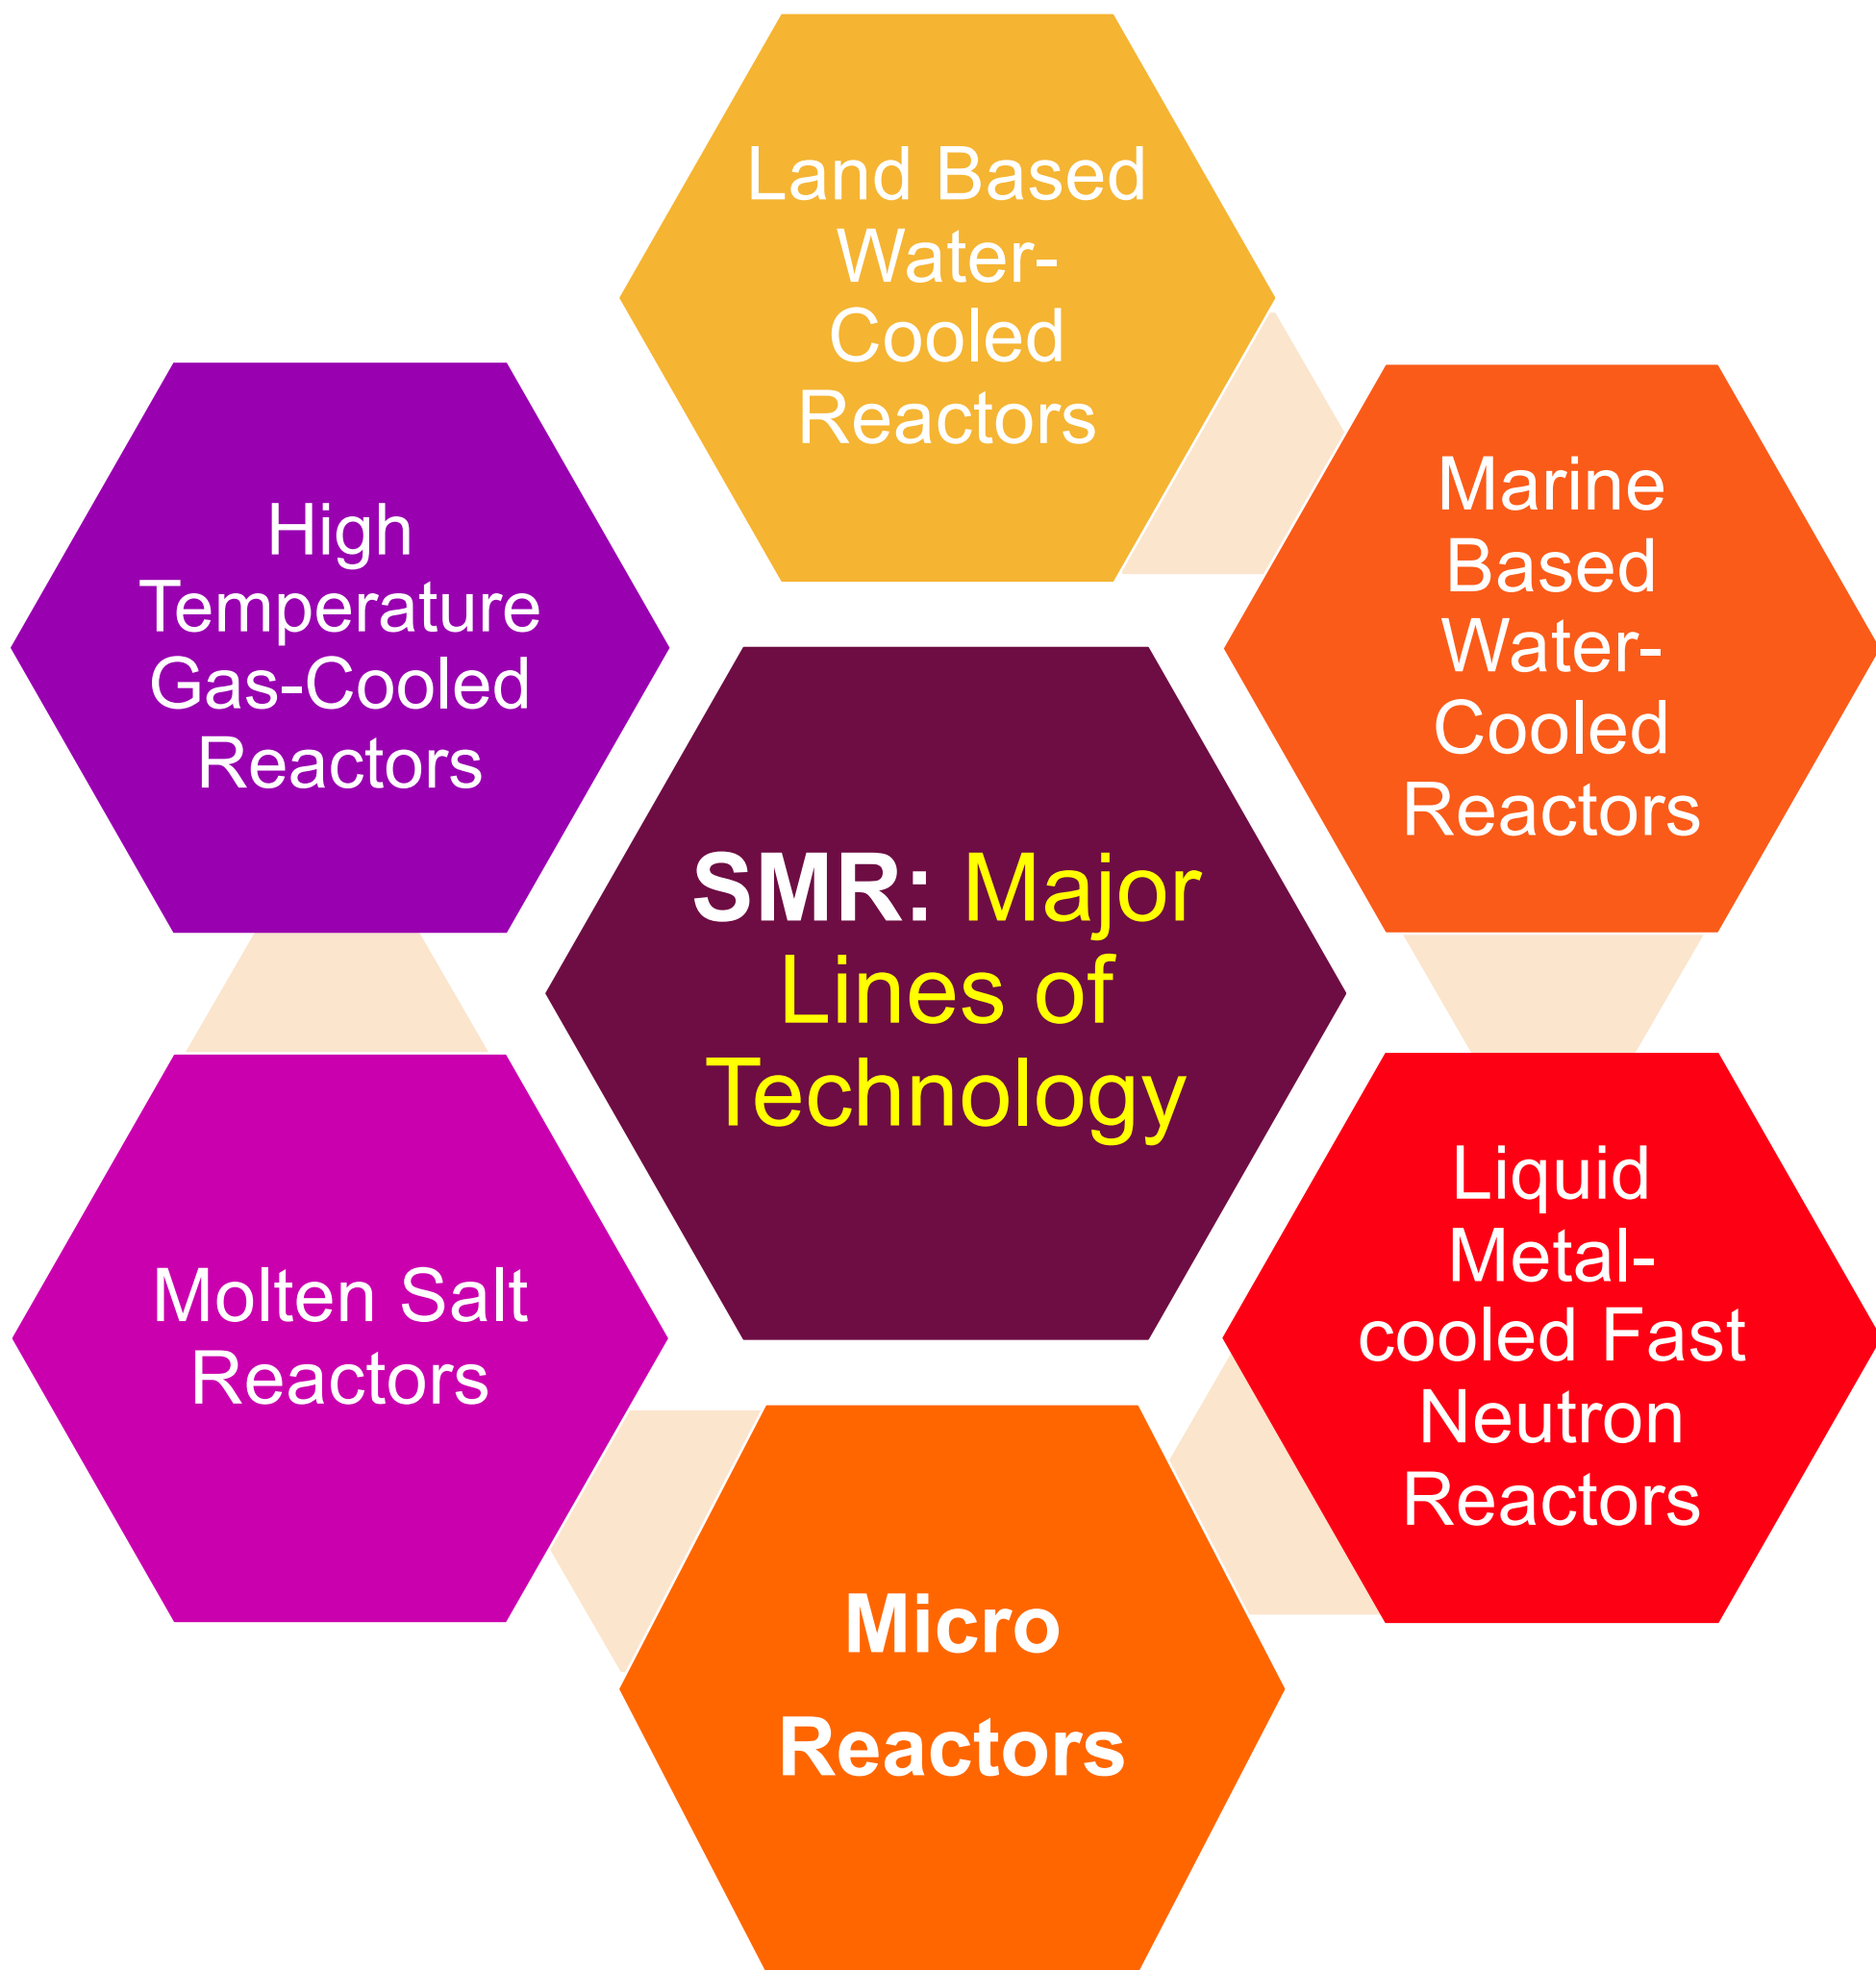 Land Based
Water-
Cooled
Reactors
Marine
Based
Water-
Cooled
Reactors
High
Temperature
Gas-Cooled
Reactors
SMR: Major
Lines of
Technology
Liquid
Metal-
cooled Fast
Neutron
Reactors
Molten Salt
Reactors
Micro
Reactors